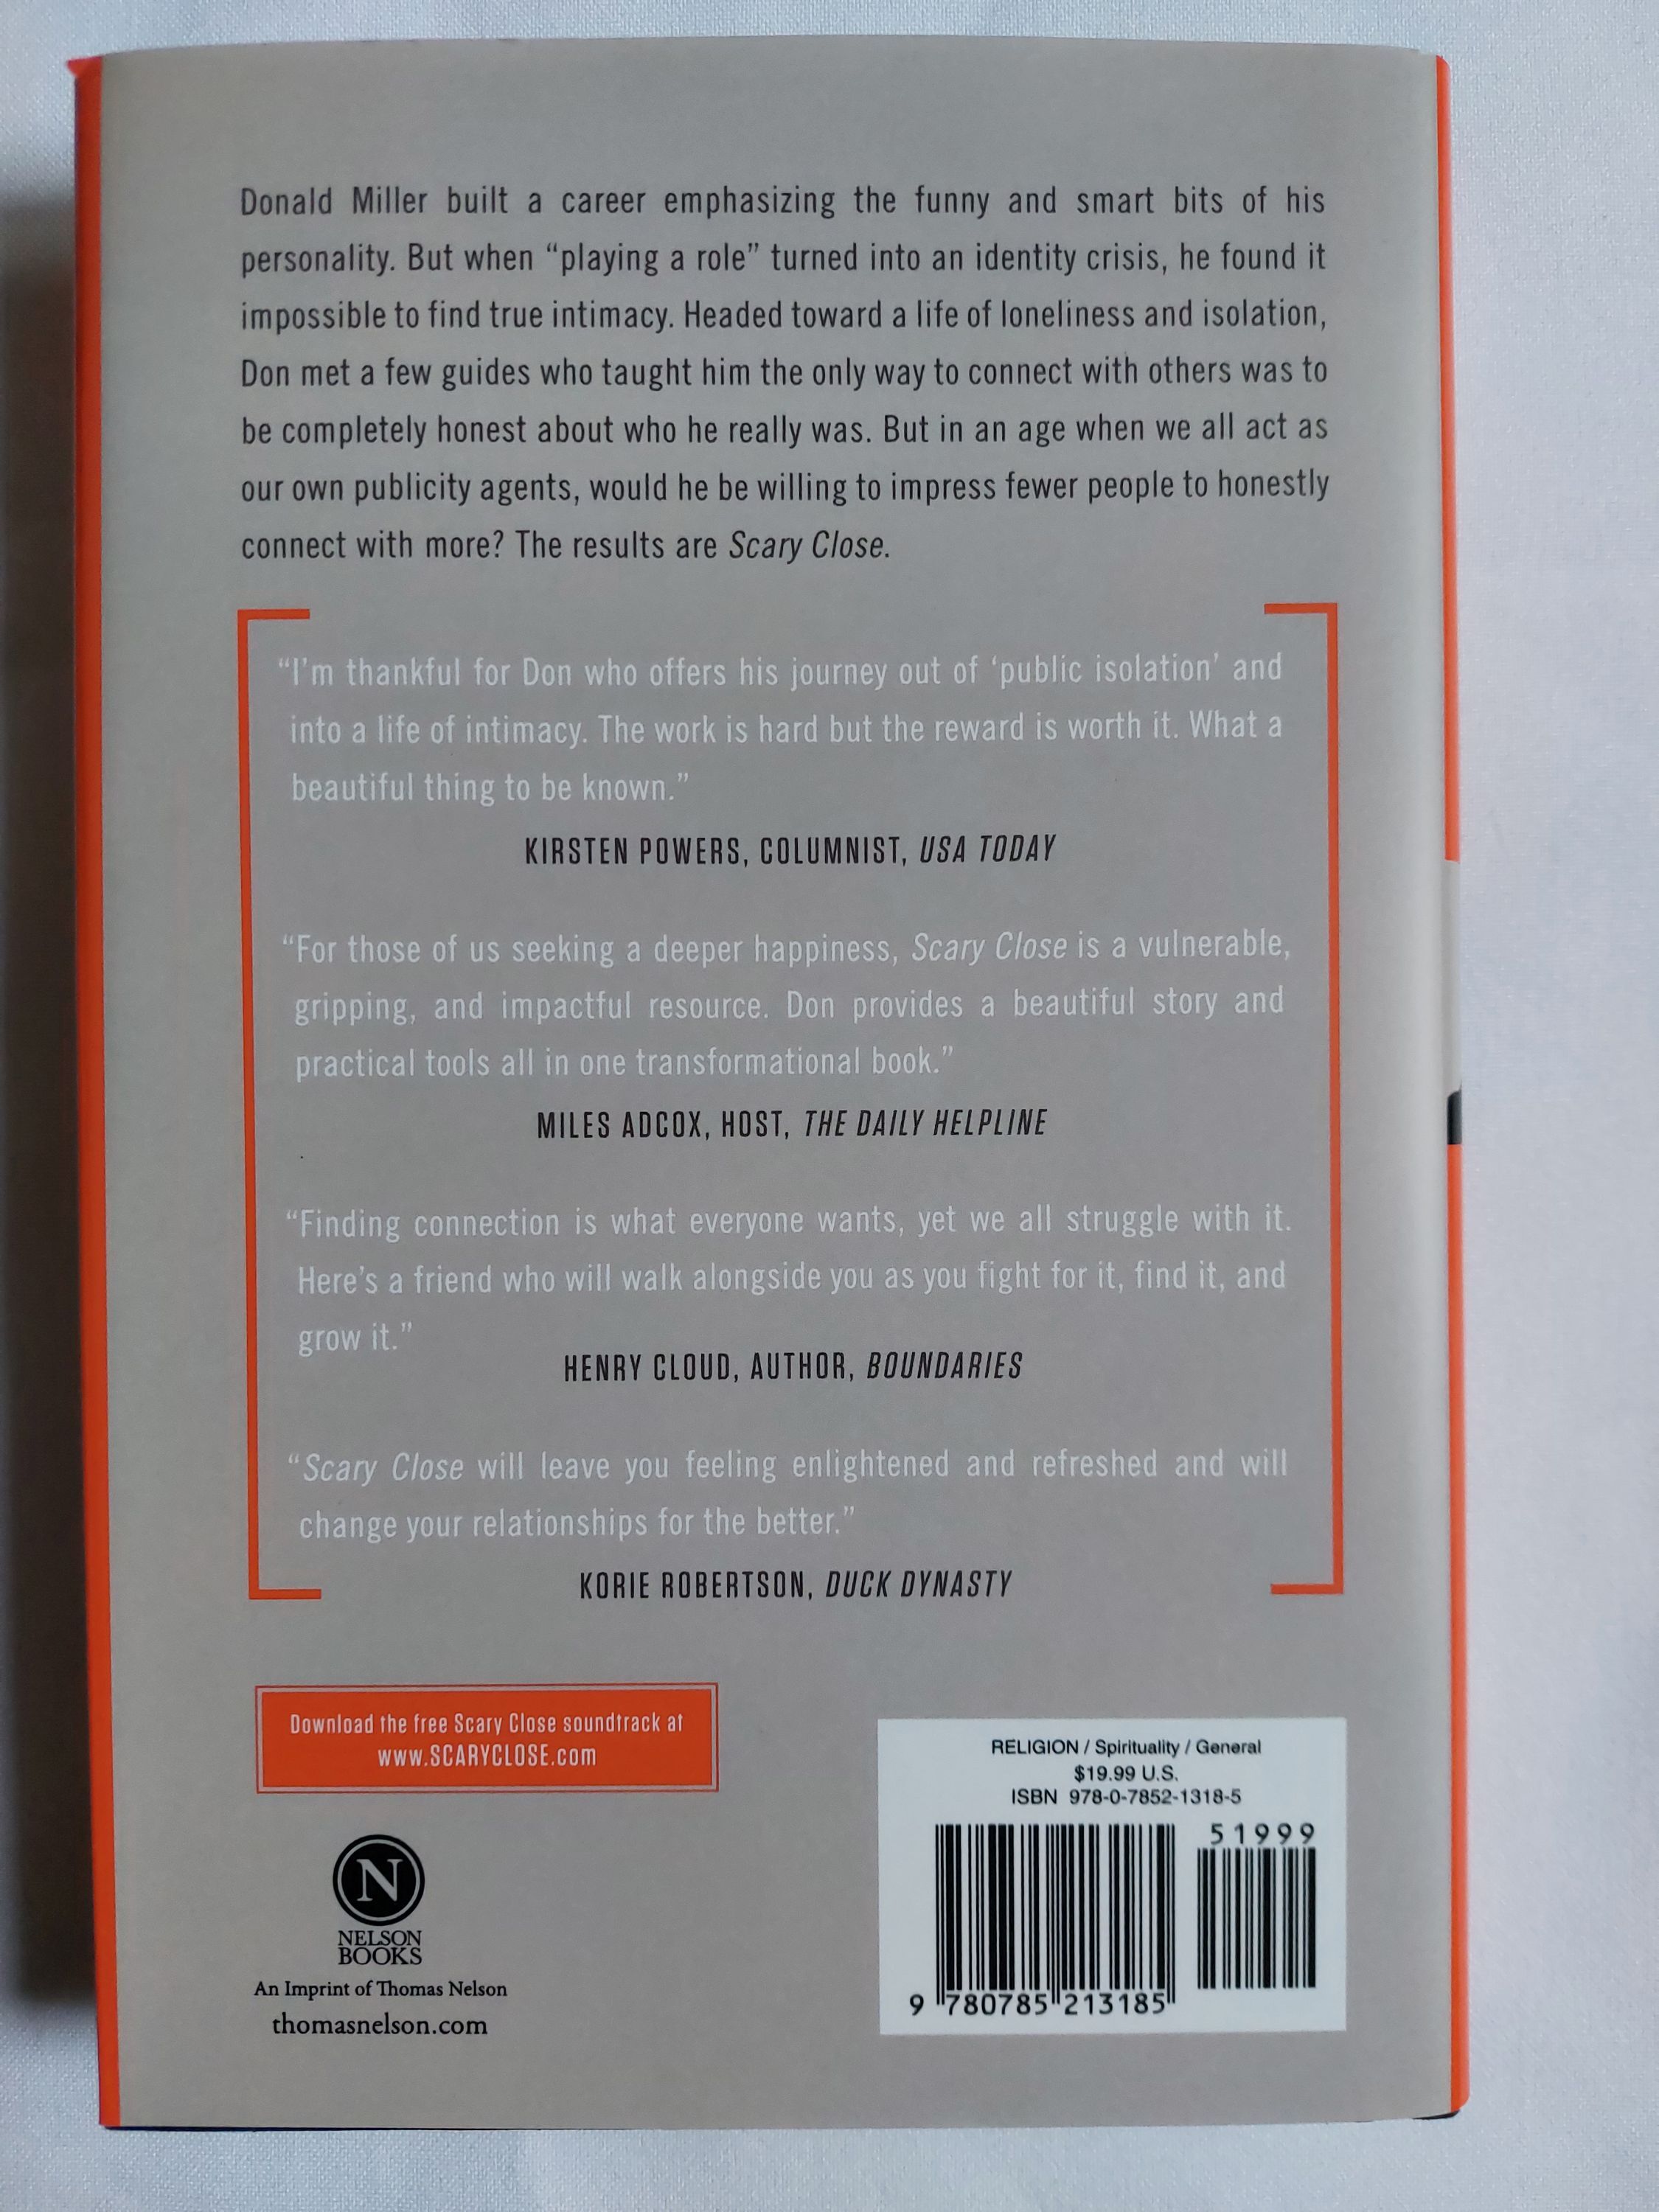 Donald Miller built a career emphasizing the funny and smart bits of his
personality. But when “playing a role” turned into an identity crisis, he found it
impossible to find true intimacy. Headed toward a life of loneliness and isolation,
Don met a few guides who taught him the only way to connect with others was to
be completely honest about who he really was. But in an age when we all act as
our own publicity agents, would he be willing to impress fewer people to honestly
connect with more? The results are Scary Close.
“I’m thankful for Don who offers his journey out of ‘public isolation’ and
into a life of intimacy. The work is hard but the reward is worth it. What a
beautiful thing to be known.”
KIRSTEN POWERS, COLUMNIST, USA TODAY
“For those of us seeking a deeper happiness, Scary Close is a vulnerable,
gripping, and impactful resource. Don provides a beautiful story and
practical tools all in one transformational book.”
MILES ADCOX, HOST, THE DAILY HELPLINE
“Finding connection is what everyone wants, yet we all struggle with it.
Here’s a friend who will walk alongside you as you fight for it, find it, and
grow it.”
HENRY CLOUD, AUTHOR, BOUNDARIES
“Scary Close will leave you feeling enlightened and refreshed and will
change your relationships for the better.”
KORIE ROBERTSON, DUCK DYNASTY
Download the free Scary Close soundtrack at
www.SCARYCLOSE.com
N
NELSON
BOOKS
An Imprint of Thomas Nelson
thomasnelson.com
RELIGION / Spirituality / General
$19.99 U.S.
ISBN 978-0-7852-1318-5
51999
9 780785 213185